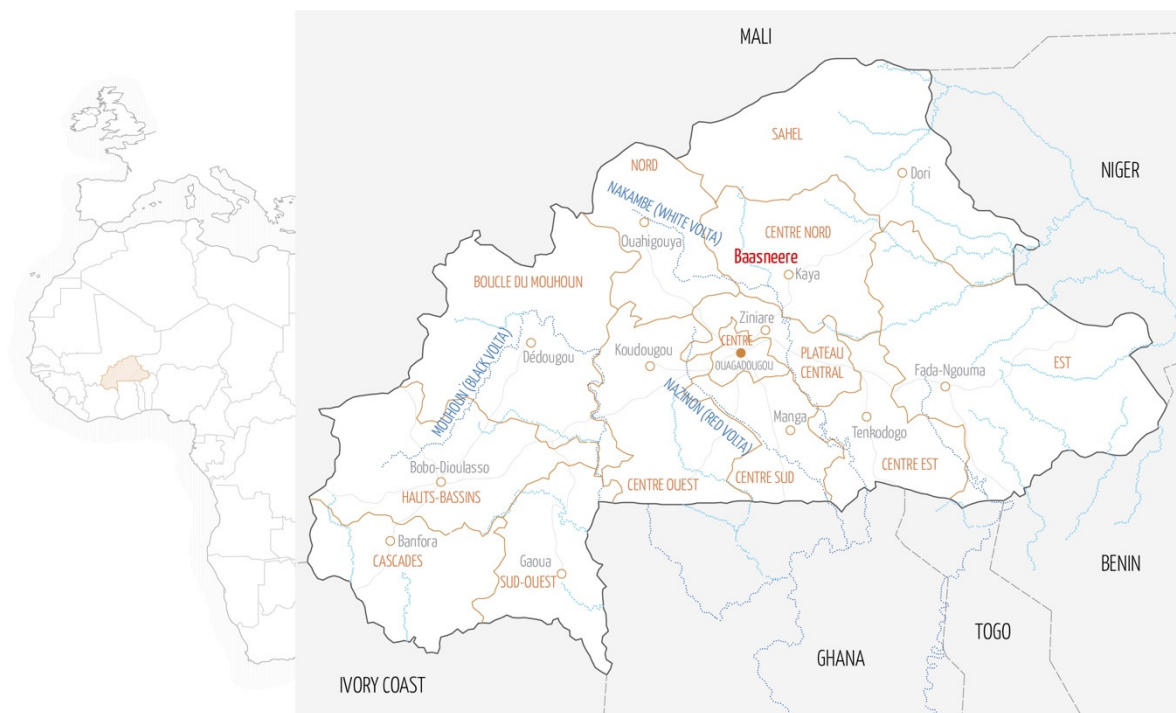 MALI
SAHEL
NORD
NIGER
Dori
NAKAMBE (WHITE VOLTA)
Ouahigouya
CENTRE NORD
Baasneere
Kaya
BOUCLE DU MOUHOUN
Ziniare
CENTRE
OUAGADOUGOU
Dédougou
Koudougou
PLATEAU
CENTRAL
EST
Fada-Ngouma
MOUHOUN (BLACK VOLTA)
NAZINON (RED VOLTA)
Manga
Tenkodogo
CENTRE EST
Bobo-Dioulasso
HAUTS-BASSINS
CENTRE OUEST
CENTRE SUD
Banfora
CASCADES
Gaoua
SUD-OUEST
BENIN
TOGO
GHANA
IVORY COAST